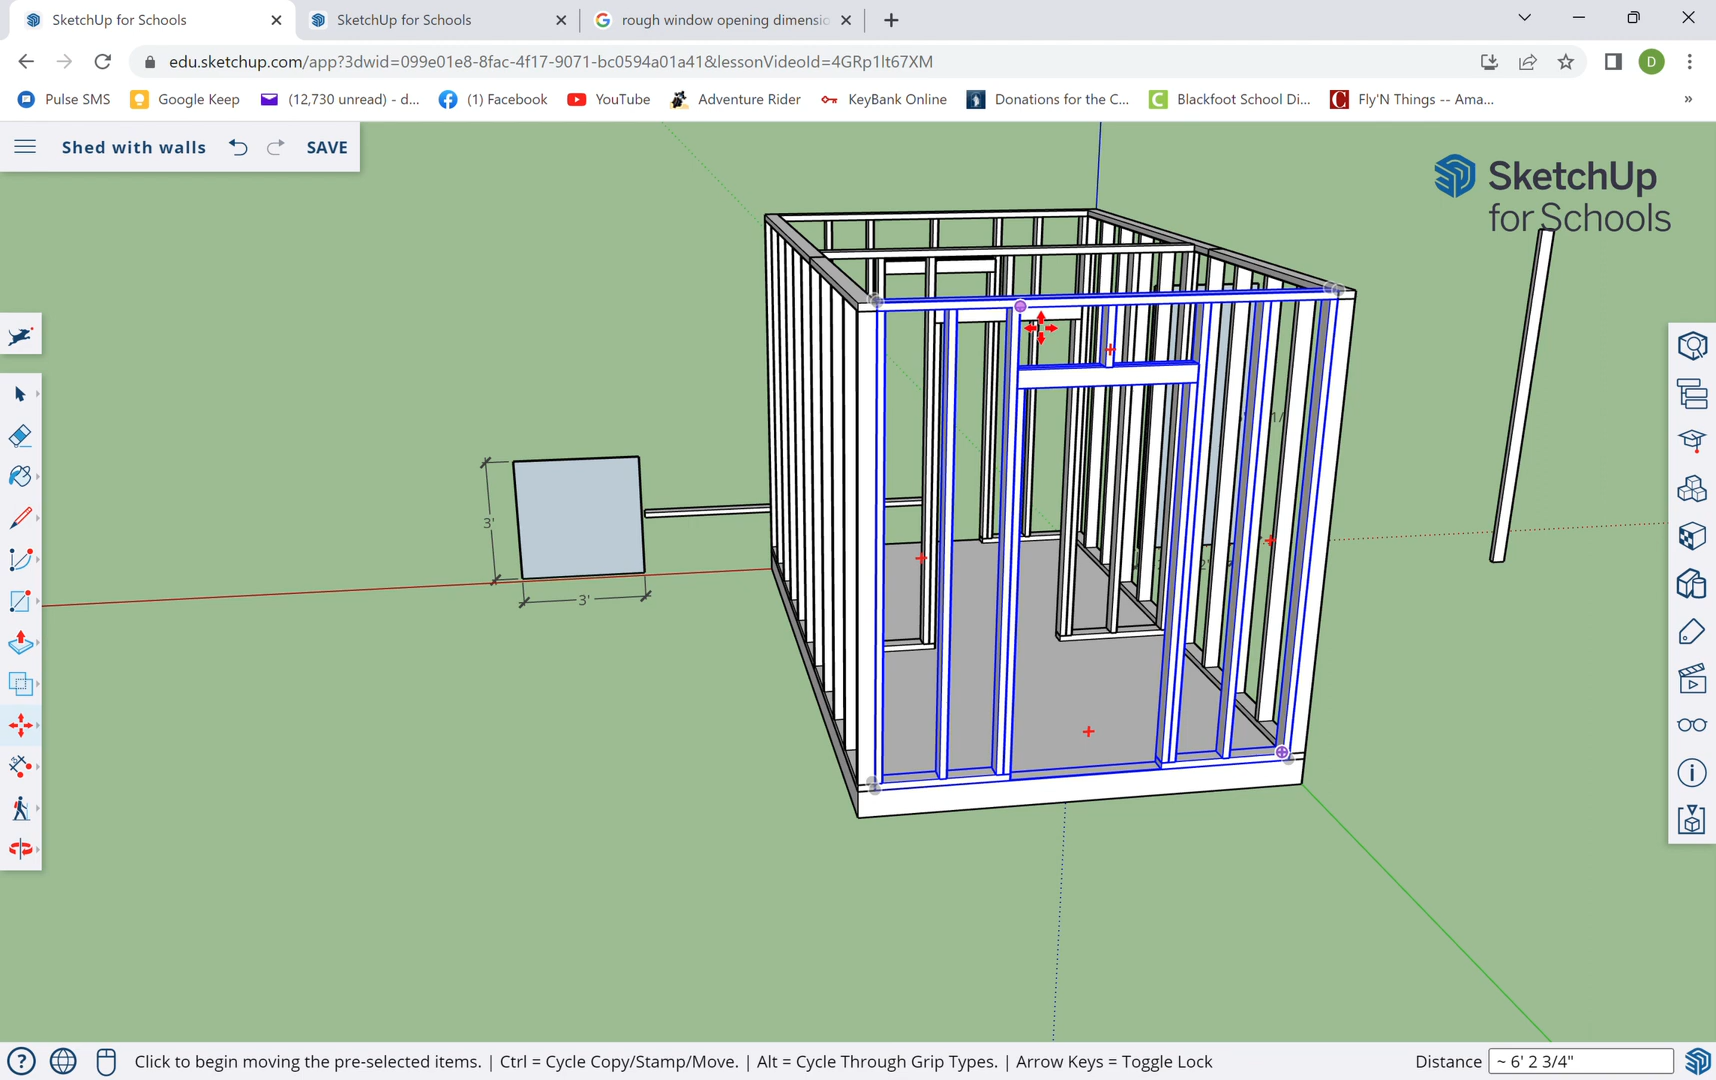 SketchUp for Schools
SketchUp for Schools
rough window opening dimensio
edu.sketchup.com/app?3dwid=099e01e8-8fac-4f17-9071-bc0594a01a41&lessonVideoId=4GRp1lt67XM
D
Pulse SMS
Google Keep
(12,730 unread) - d...
(1) Facebook
YouTube
Adventure Rider
KeyBank Online
Donations for the C...
Blackfoot School Di...
Fly'N Things -- Ama...
»
Shed with walls
SAVE
SketchUp
for Schools
3'
3'
Click to begin moving the pre-selected items. | Ctrl = Cycle Copy/Stamp/Move. | Alt = Cycle Through Grip Types. | Arrow Keys = Toggle Lock
Distance
~ 6' 2 3/4"